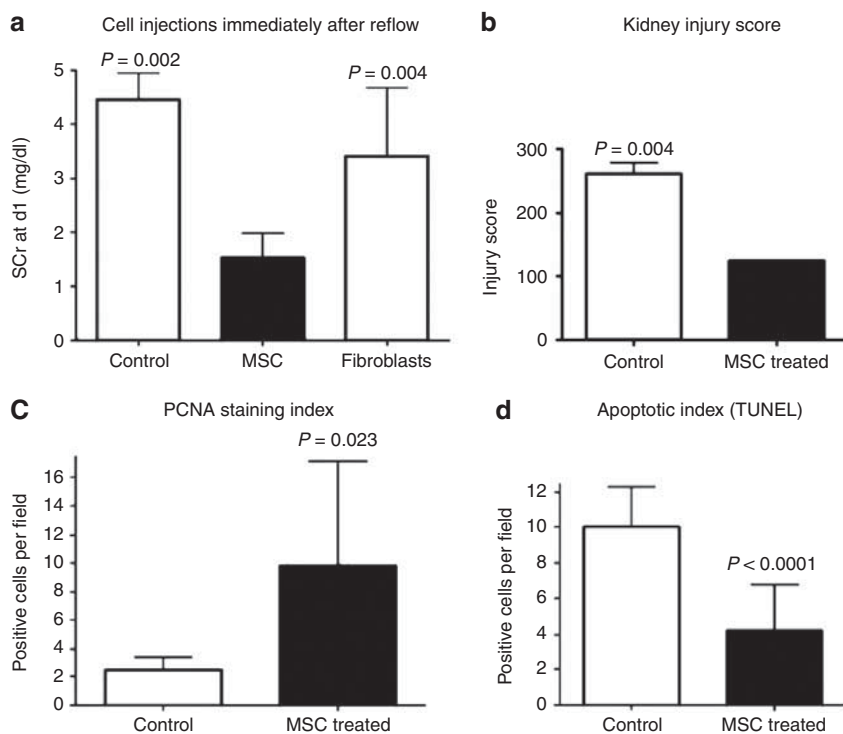 a
Cell injections immediately after reflow
P = 0.002
P = 0.004
5
4
3
2
1
0
SCr at d1 (mg/dl)
Control
MSC
Fibroblasts
b
Kidney injury score
P = 0.004
300
200
100
0
Injury score
Control
MSC treated
C
PCNA staining index
P = 0.023
16
14
12
10
8
6
4
2
0
Positive cells per field
Control
MSC treated
d
Apoptotic index (TUNEL)
P < 0.0001
12
10
8
6
4
2
0
Positive cells per field
Control
MSC treated